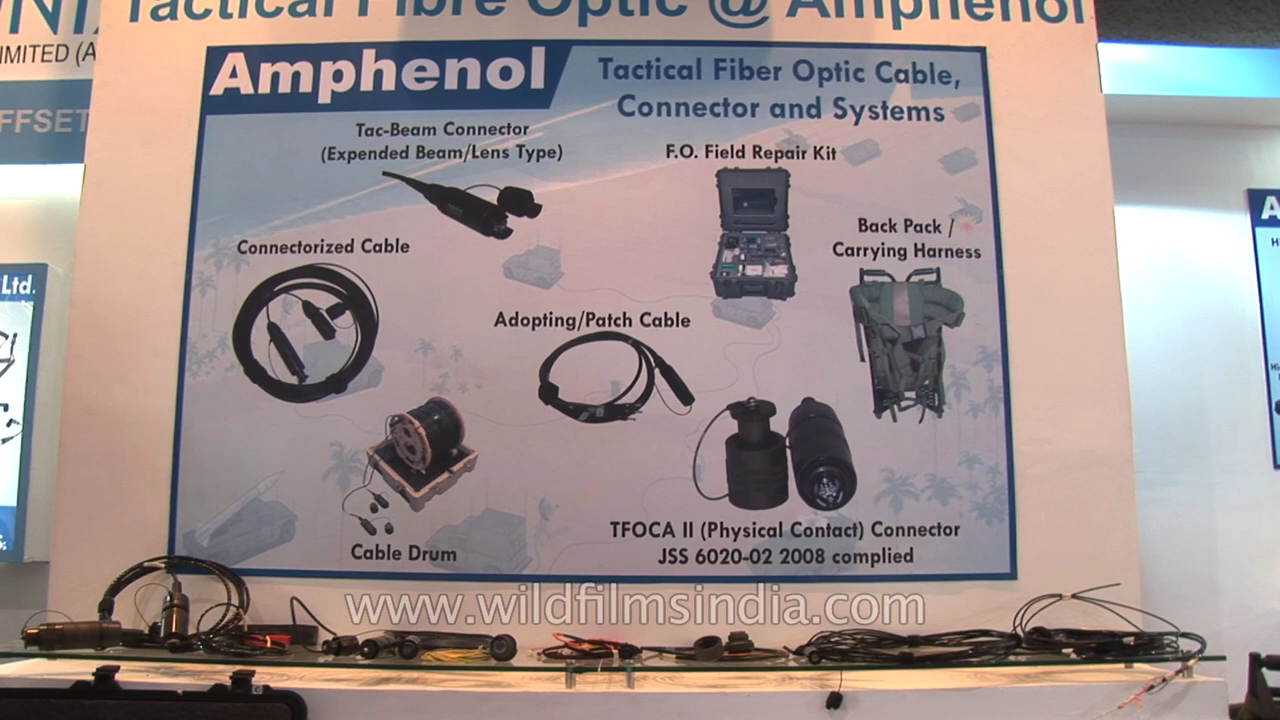 Tactical Fibre Optic @ Amphenol
LIMITED (A
FFSET
Amphenol
Tactical Fiber Optic Cable,
Connector and Systems
Tac-Beam Connector
(Expended Beam/Lens Type)
F.O. Field Repair Kit
Back Pack /
Carrying Harness
Connectorized Cable
Adopting/Patch Cable
Ltd.
TFOCA II (Physical Contact) Connector
JSS 6020-02 2008 complied
Cable Drum
www.wildfilmsindia.com